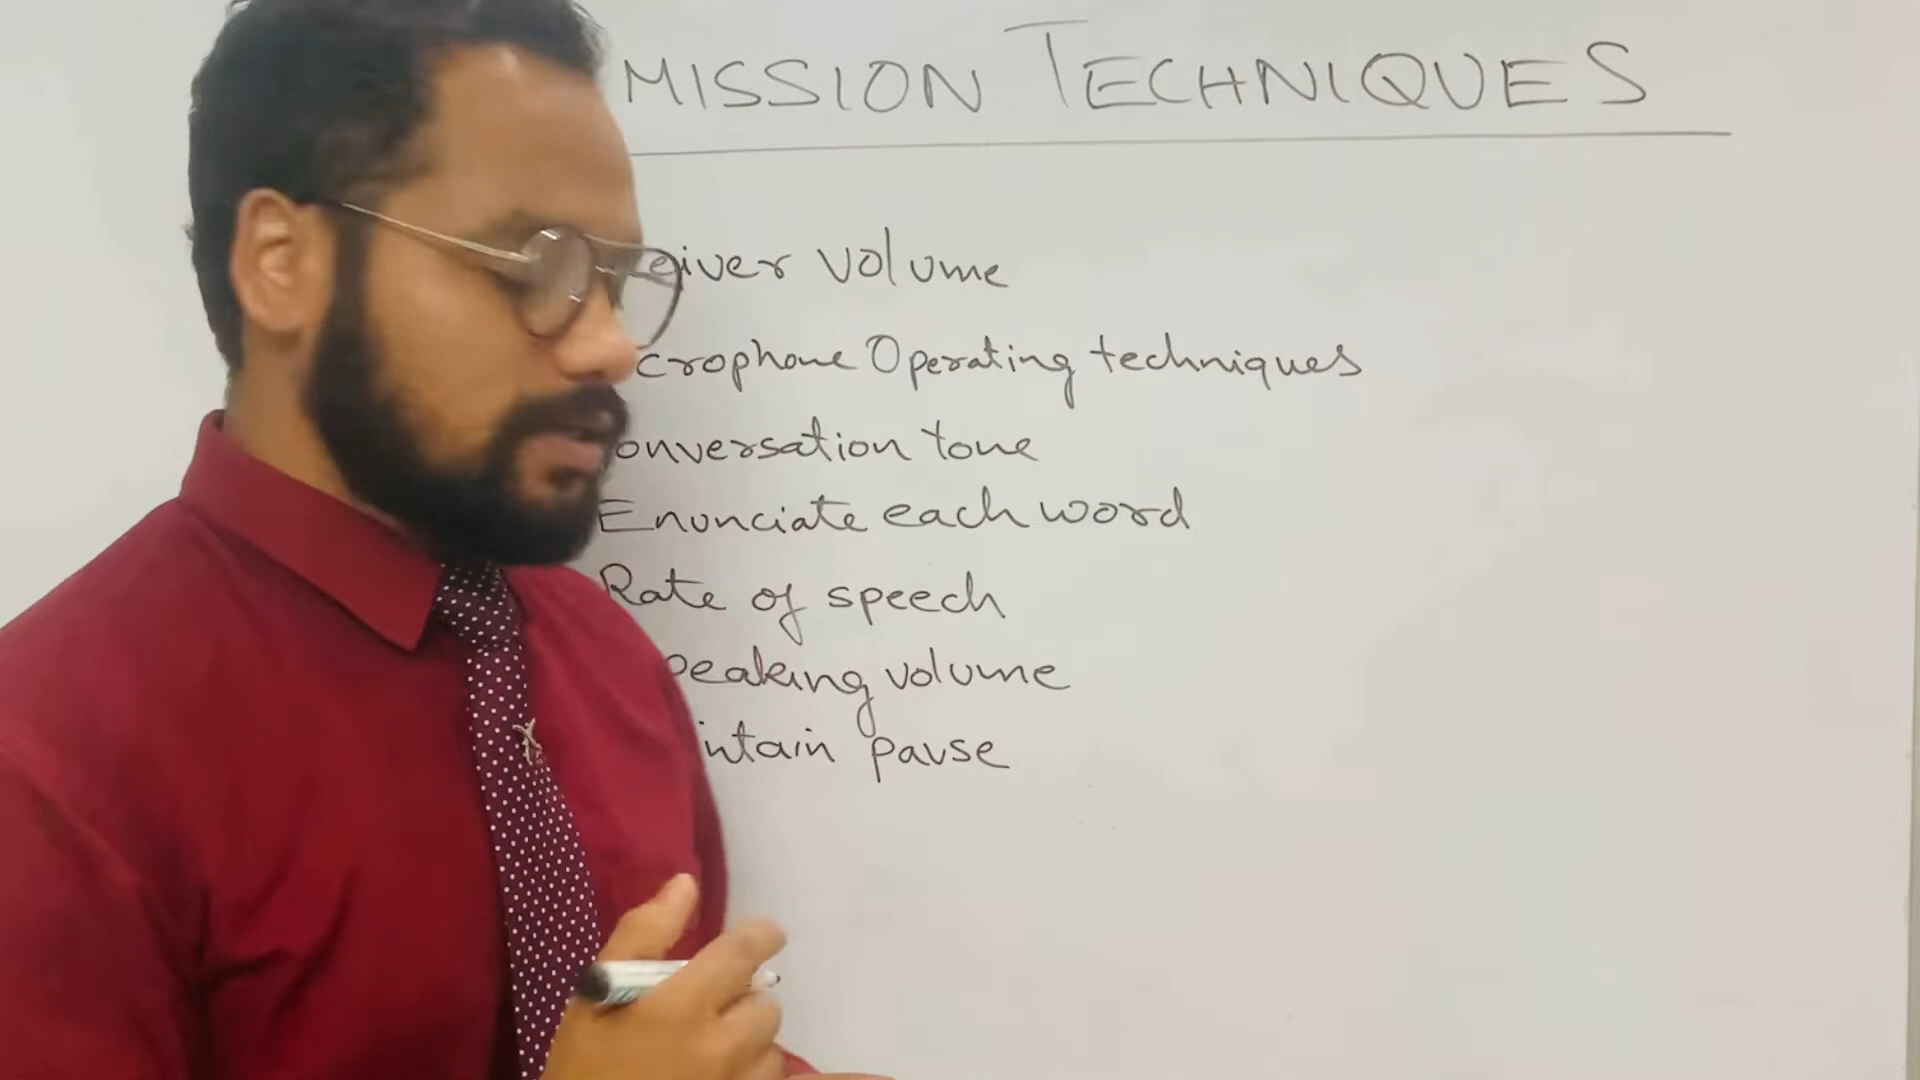 MISSION TECHNIQUES
eiver volume
crophone Operating techniques
onversation tone
Enunciate each word
Rate of speech
peaking volume
intain pause